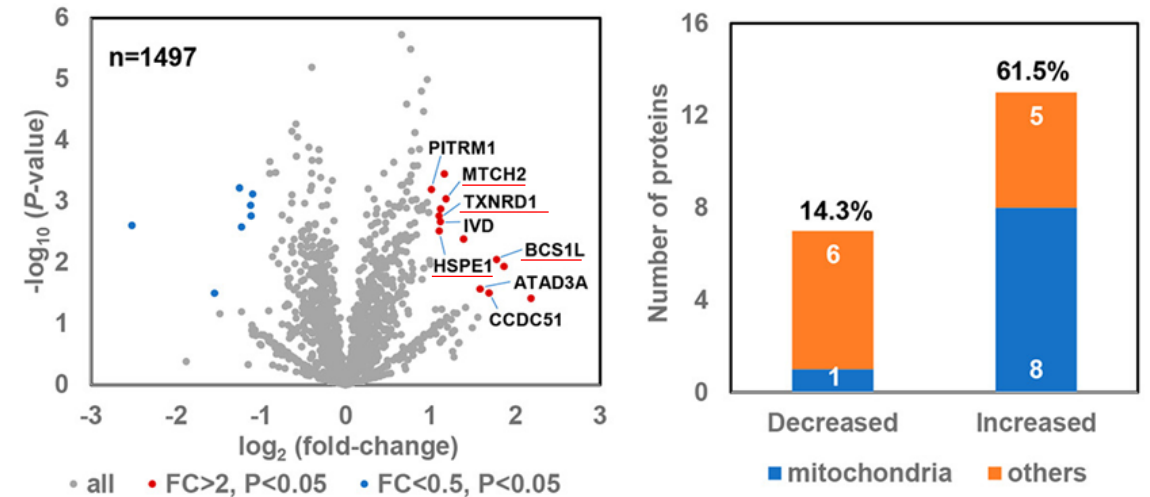 n=1497
6
5
4
3
2
1
0
-log10 (P-value)
PITRM1
MTCH2
TXNRD1
IVD
BCS1L
HSPE1
ATAD3A
CCDC51
-3 -2 -1 0 1 2 3
log2 (fold-change)
all FC>2, P<0.05 FC<0.5, P<0.05
16
12
8
4
0
Number of proteins
61.5%
5
14.3%
6
1
8
Decreased Increased
mitochondria others